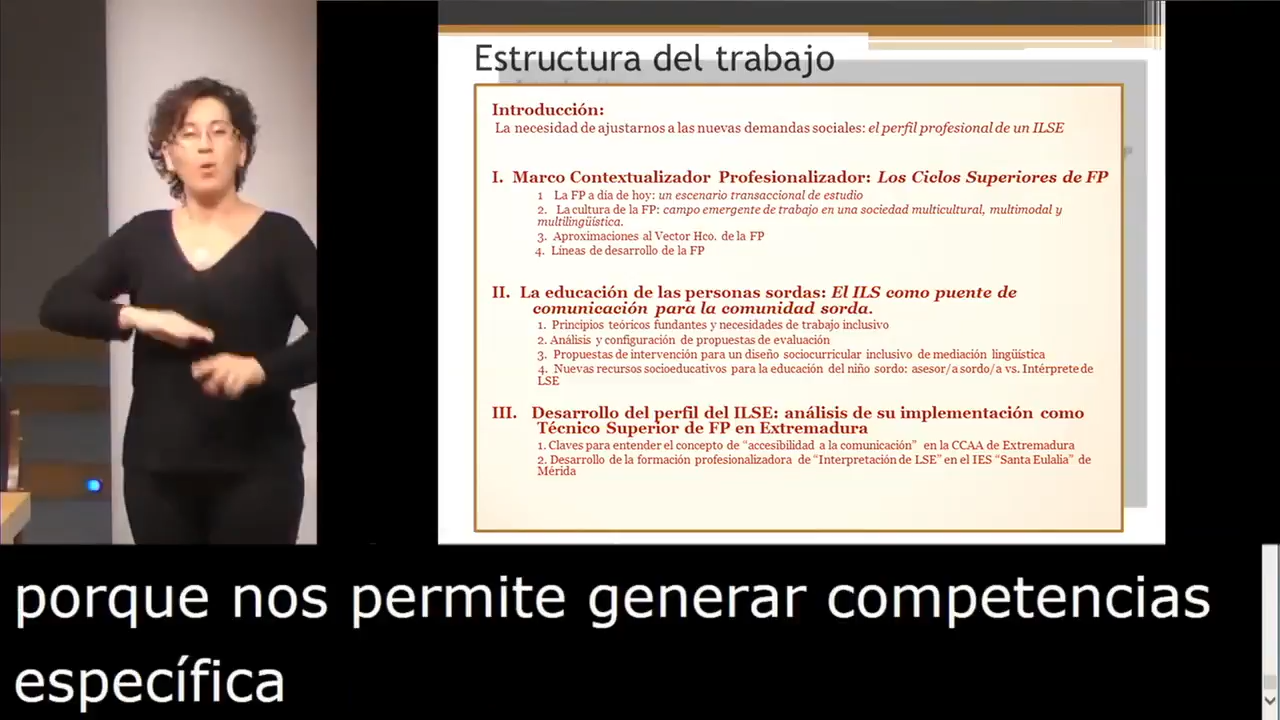 Estructura del trabajo
Introducción:
La necesidad de ajustarnos a las nuevas demandas sociales: el perfil profesional de un ILSE
I. Marco Contextualizador Profesionalizador: Los Ciclos Superiores de FP
1 La FP a día de hoy: un escenario transaccional de estudio
2. La cultura de la FP: campo emergente de trabajo en una sociedad multicultural, multimodal y
multilingüística.
3. Aproximaciones al Vector Hco. de la FP
4. Líneas de desarrollo de la FP
II. La educación de las personas sordas: El ILS como puente de
comunicación para la comunidad sorda.
1. Principios teóricos fundantes y necesidades de trabajo inclusivo
2. Análisis y configuración de propuestas de evaluación
3. Propuestas de intervención para un diseño sociocurricular inclusivo de mediación lingüística
4. Nuevas recursos socioeducativos para la educación del niño sordo: asesor/a sordo/a vs. Intérprete de
LSE
III. Desarrollo del perfil del ILSE: análisis de su implementación como
Técnico Superior de FP en Extremadura
1. Claves para entender el concepto de “accesibilidad a la comunicación” en la CCAA de Extremadura
2. Desarrollo de la formación profesionalizadora de “Interpretación de LSE” en el IES “Santa Eulalia” de
Mérida
porque nos permite generar competencias
específica